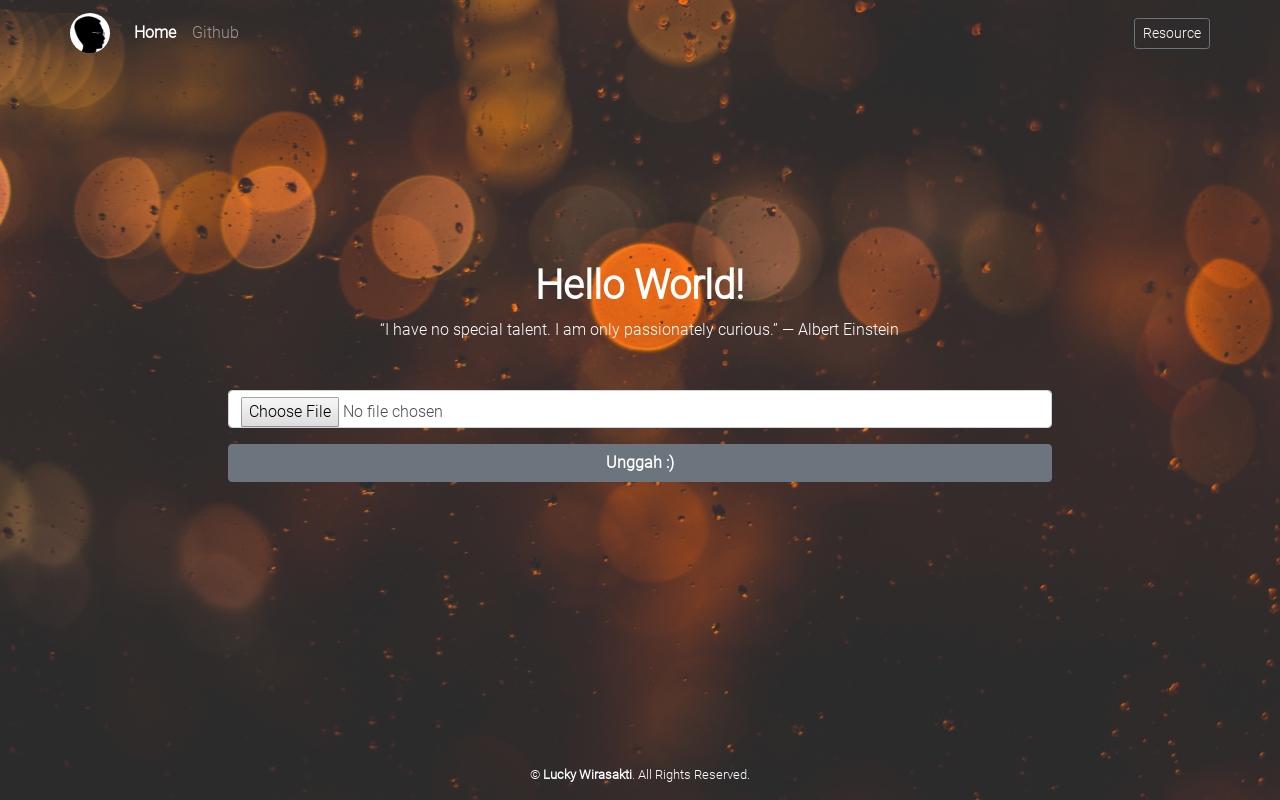 Home Github Resource
Hello World!
“I have no special talent. I am only passionately curious.” — Albert Einstein
Choose File No file chosen
Unggah :)
© Lucky Wirasakti. All Rights Reserved.